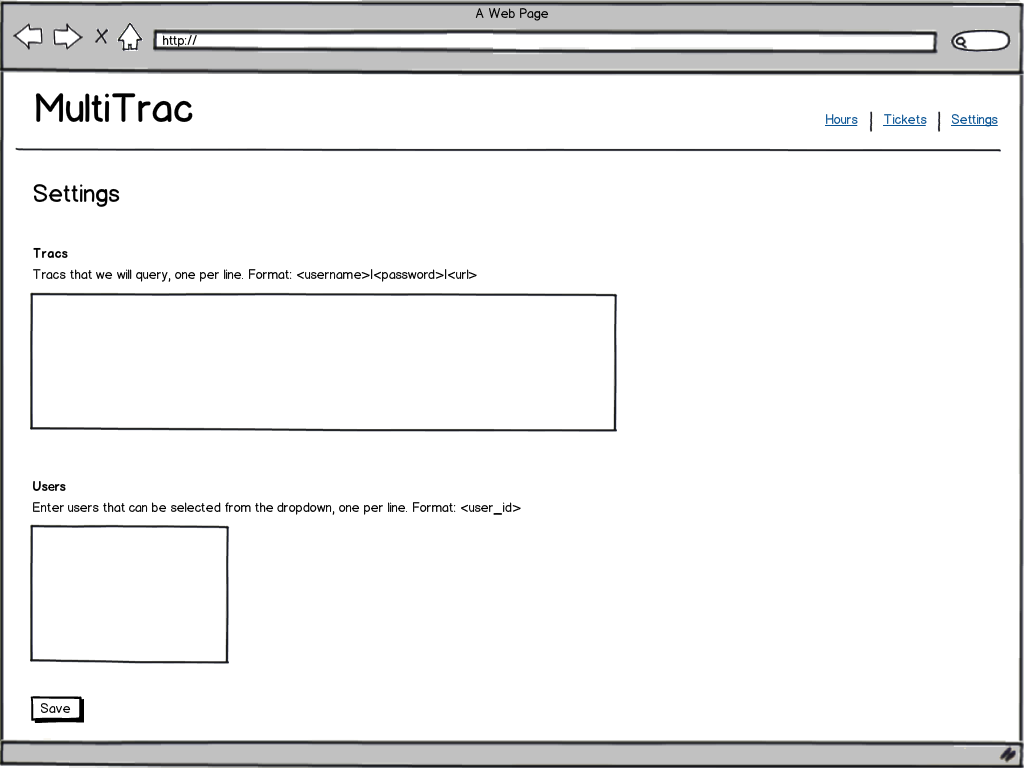 A Web Page
http://
MultiTrac
Hours | Tickets | Settings
Settings
Tracs
Tracs that we will query, one per line. Format: <username>|<password>|<url>
Users
Enter users that can be selected from the dropdown, one per line. Format: <user_id>
Save